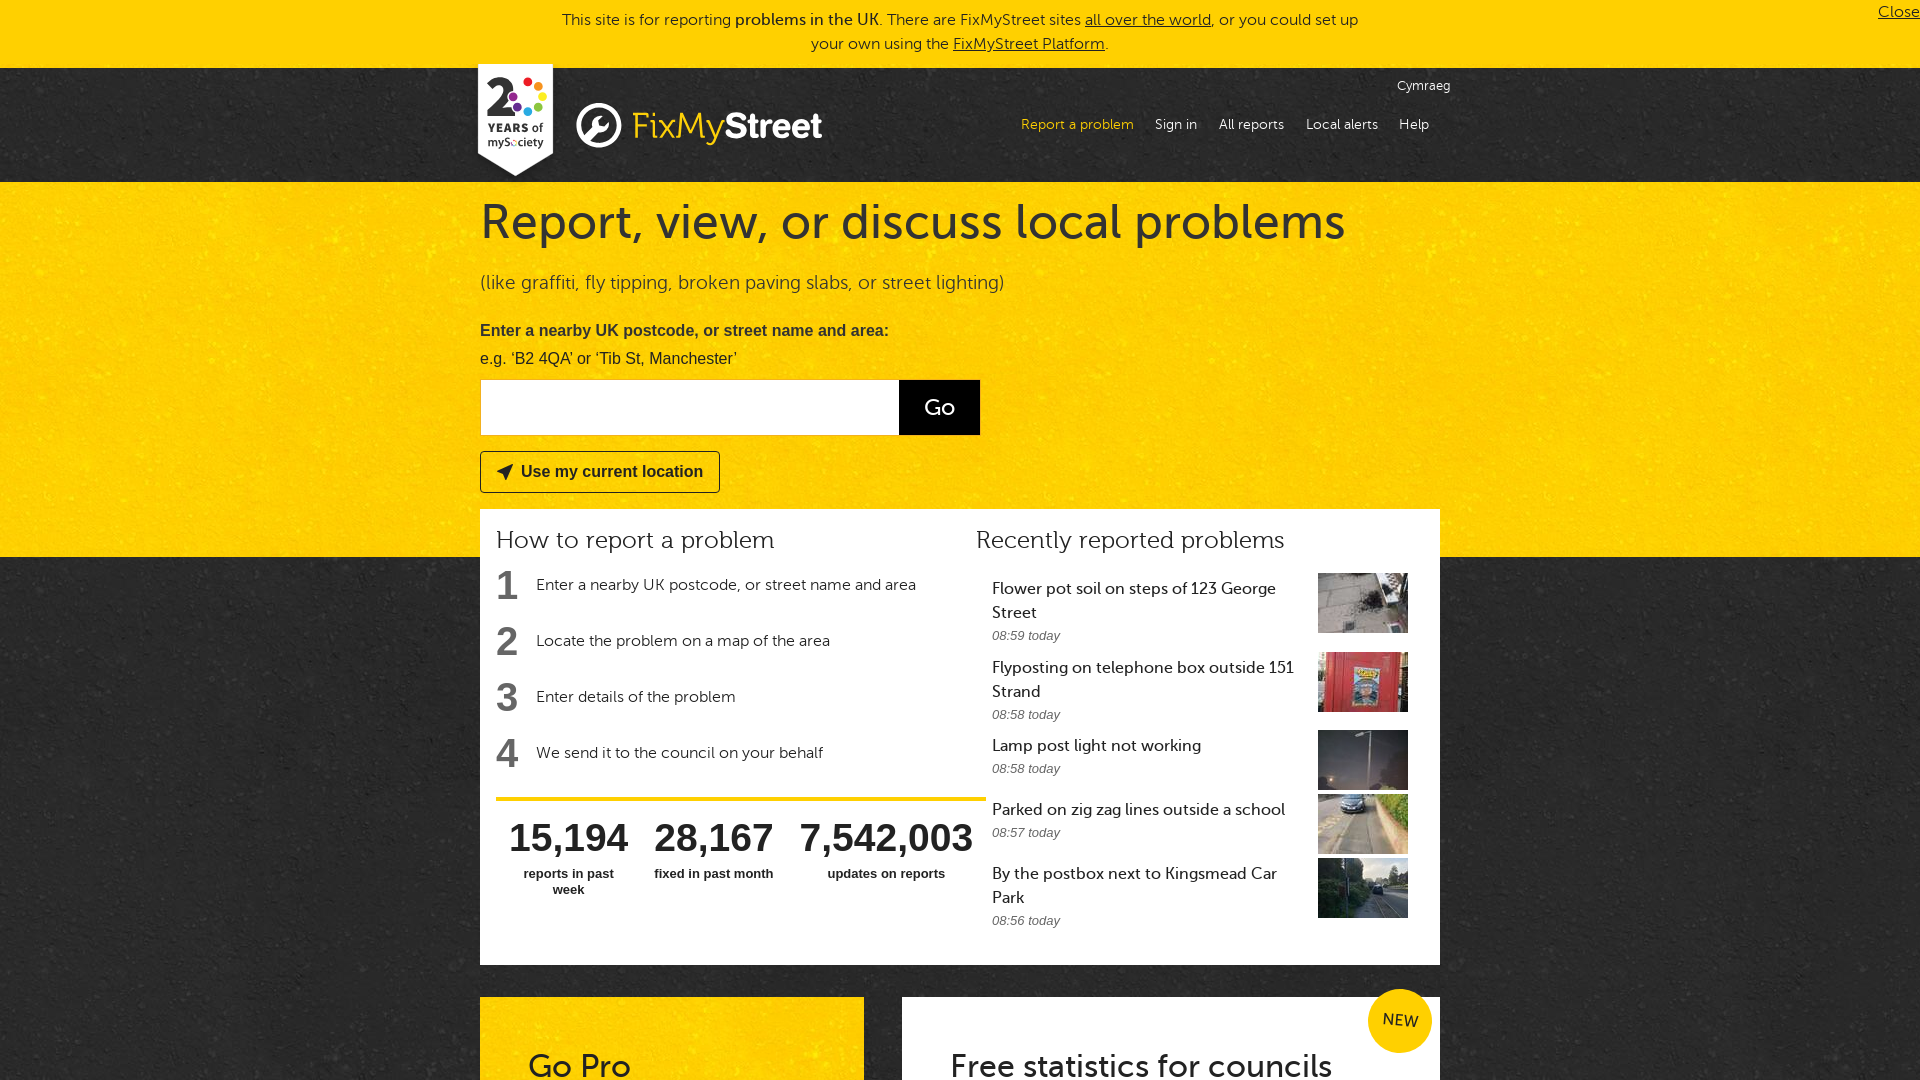 This site is for reporting problems in the UK. There are FixMyStreet sites all over the world, or you could set up
your own using the FixMyStreet Platform.
Close
20
YEARS of
mySociety
FixMyStreet
Cymraeg
Report a problem
Sign in
All reports
Local alerts
Help
Report, view, or discuss local problems
(like graffiti, fly tipping, broken paving slabs, or street lighting)
Enter a nearby UK postcode, or street name and area:
e.g. ‘B2 4QA’ or ‘Tib St, Manchester’
Go
Use my current location
How to report a problem
1 Enter a nearby UK postcode, or street name and area
2 Locate the problem on a map of the area
3 Enter details of the problem
4 We send it to the council on your behalf
15,194
reports in past
week
28,167
fixed in past month
7,542,003
updates on reports
Recently reported problems
Flower pot soil on steps of 123 George
Street
08:59 today
Flyposting on telephone box outside 151
Strand
08:58 today
Lamp post light not working
08:58 today
Parked on zig zag lines outside a school
08:57 today
By the postbox next to Kingsmead Car
Park
08:56 today
Go Pro
NEW
Free statistics for councils